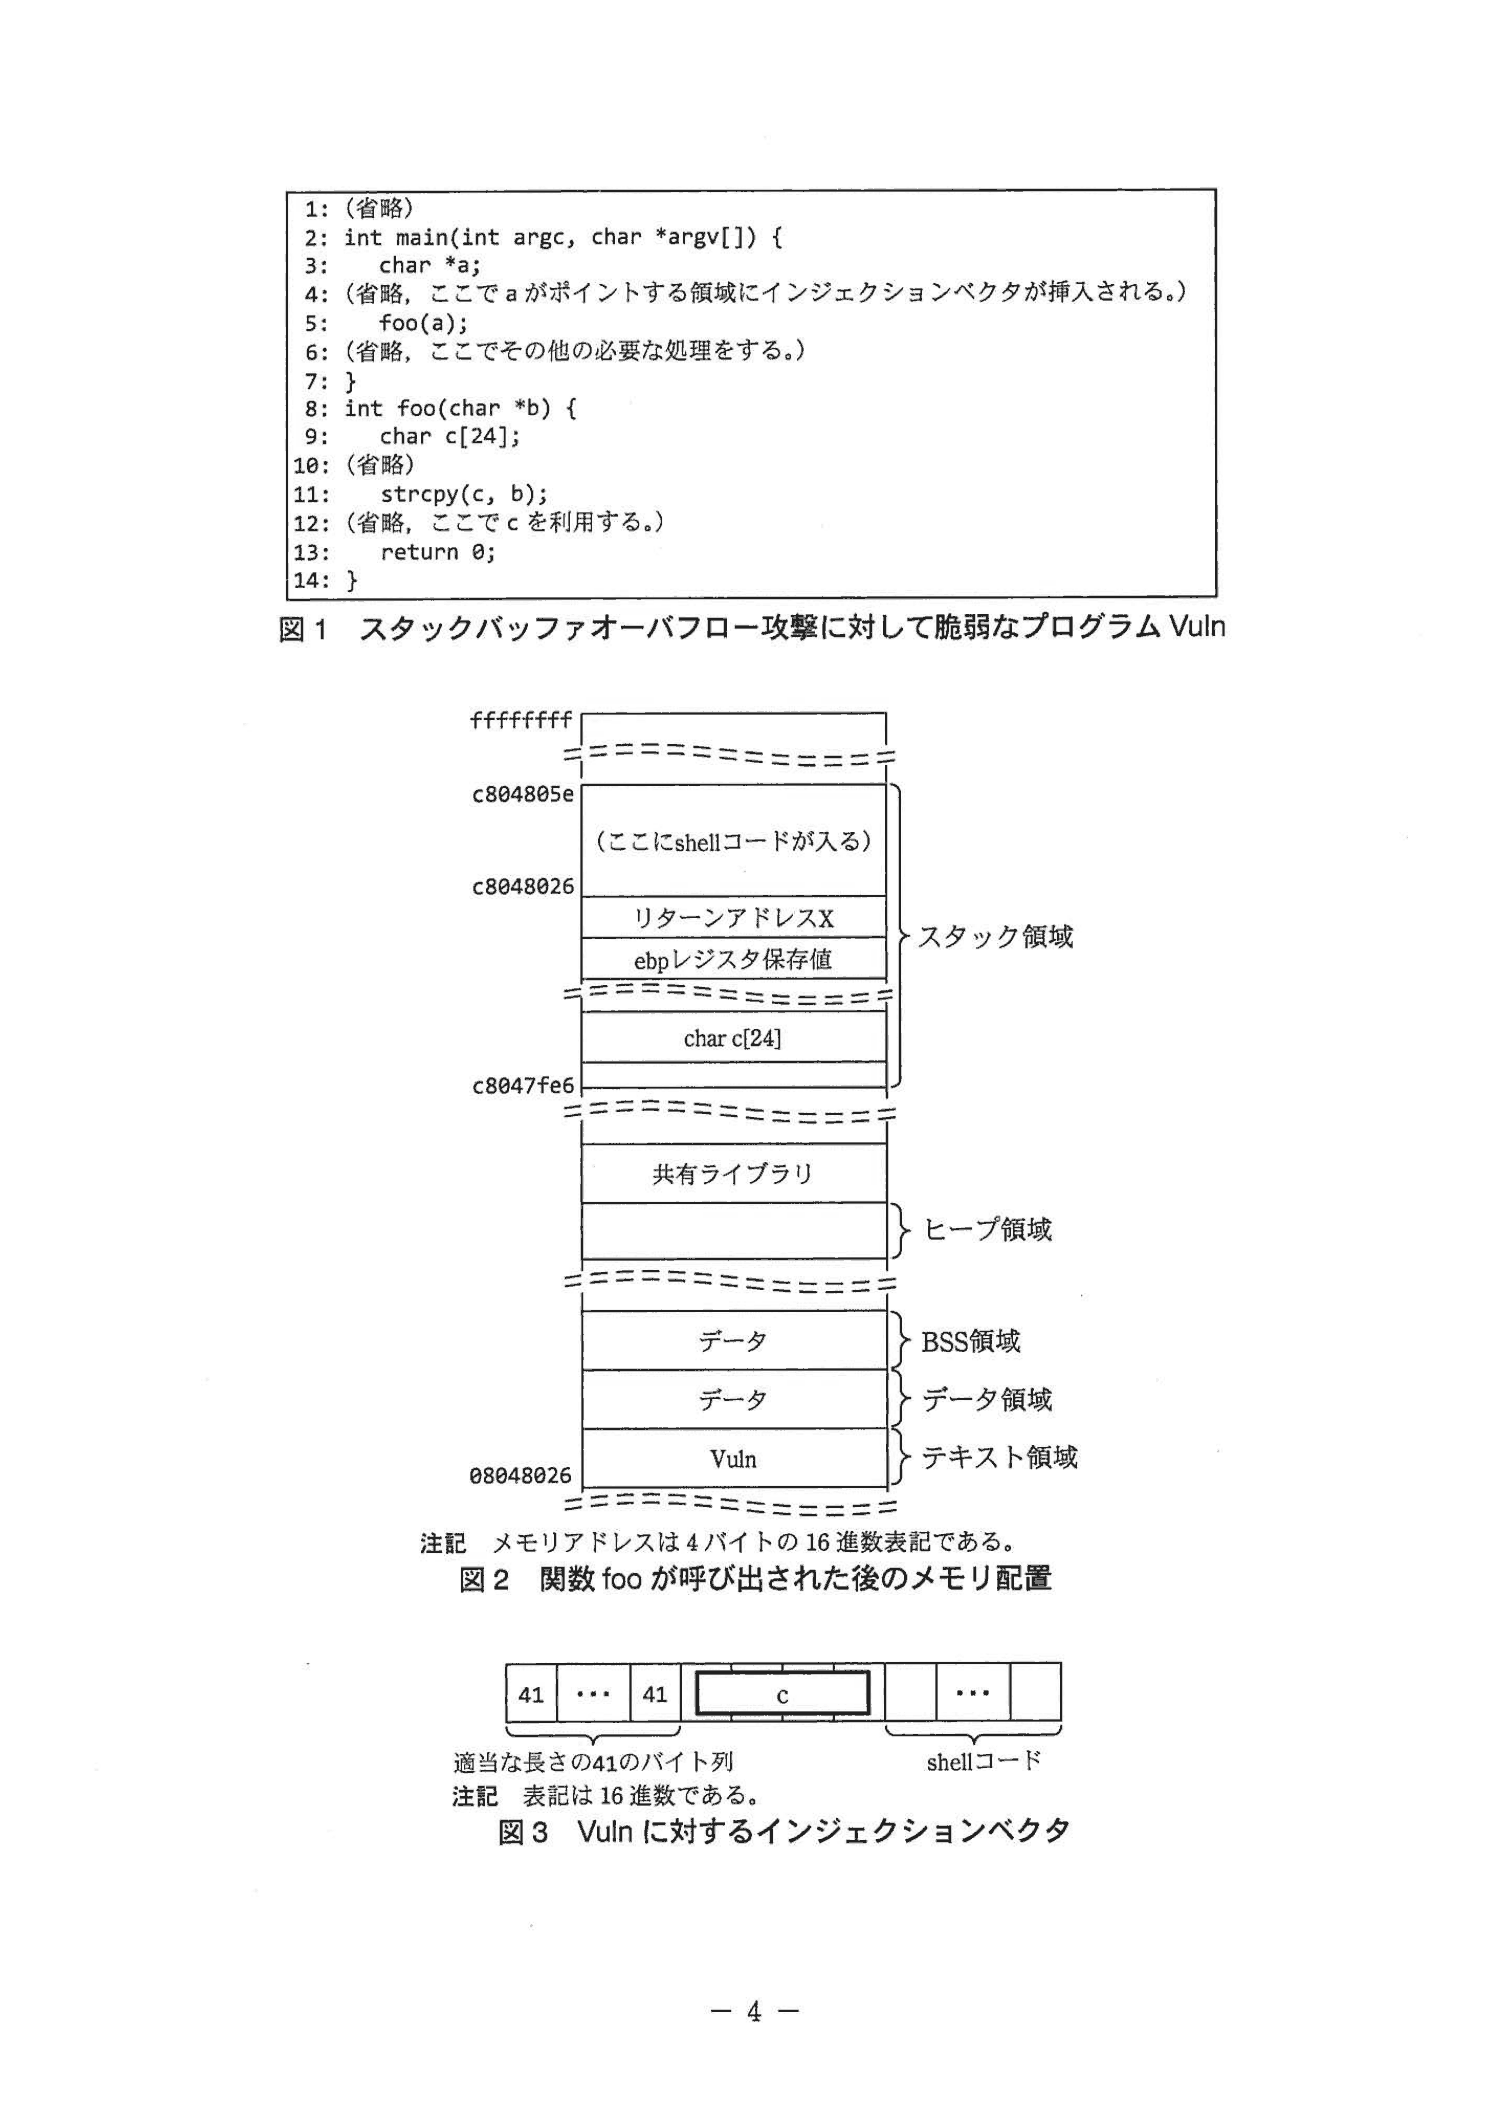 1: （省略）
2: int main(int argc, char *argv[]) {
3:   char *a;
4: （省略，ここで a がポイントする領域にインジェクションベクタが挿入される。）
5:   foo(a);
6: （省略，ここでその他の必要な処理をする。）
7: }
8: int foo(char *b) {
9:   char c[24];
10: （省略）
11:   strcpy(c, b);
12: （省略，ここで c を利用する。）
13:   return 0;
14: }
図1　スタックバッファオーバフロー攻撃に対して脆弱なプログラム Vuln
ffffffff
c804805e
（ここにshellコードが入る）
c8048026
リターンアドレスX
スタック領域
ebpレジスタ保存値
char c[24]
c8047fe6
共有ライブラリ
ヒープ領域
データ
BSS領域
データ
データ領域
Vuln
テキスト領域
08048026
注記　メモリアドレスは 4 バイトの 16 進数表記である。
図2　関数 foo が呼び出された後のメモリ配置
41 … 41 c …
適当な長さの41のバイト列
shellコード
注記　表記は 16 進数である。
図3　Vuln に対するインジェクションベクタ
－ 4 －